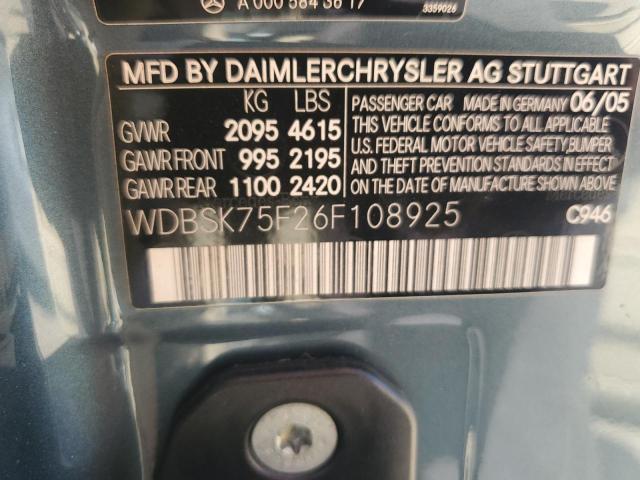 A 000 584 36 17
3359026
MFD BY DAIMLERCHRYSLER AG STUTTGART
KG LBS
GVWR 2095 4615
GAWR FRONT 995 2195
GAWR REAR 1100 2420
PASSENGER CAR MADE IN GERMANY 06/05
THIS VEHICLE CONFORMS TO ALL APPLICABLE
U.S. FEDERAL MOTOR VEHICLE SAFETY, BUMPER
AND THEFT PREVENTION STANDARDS IN EFFECT
ON THE DATE OF MANUFACTURE SHOWN ABOVE.
WDBSK75F26F108925
C946